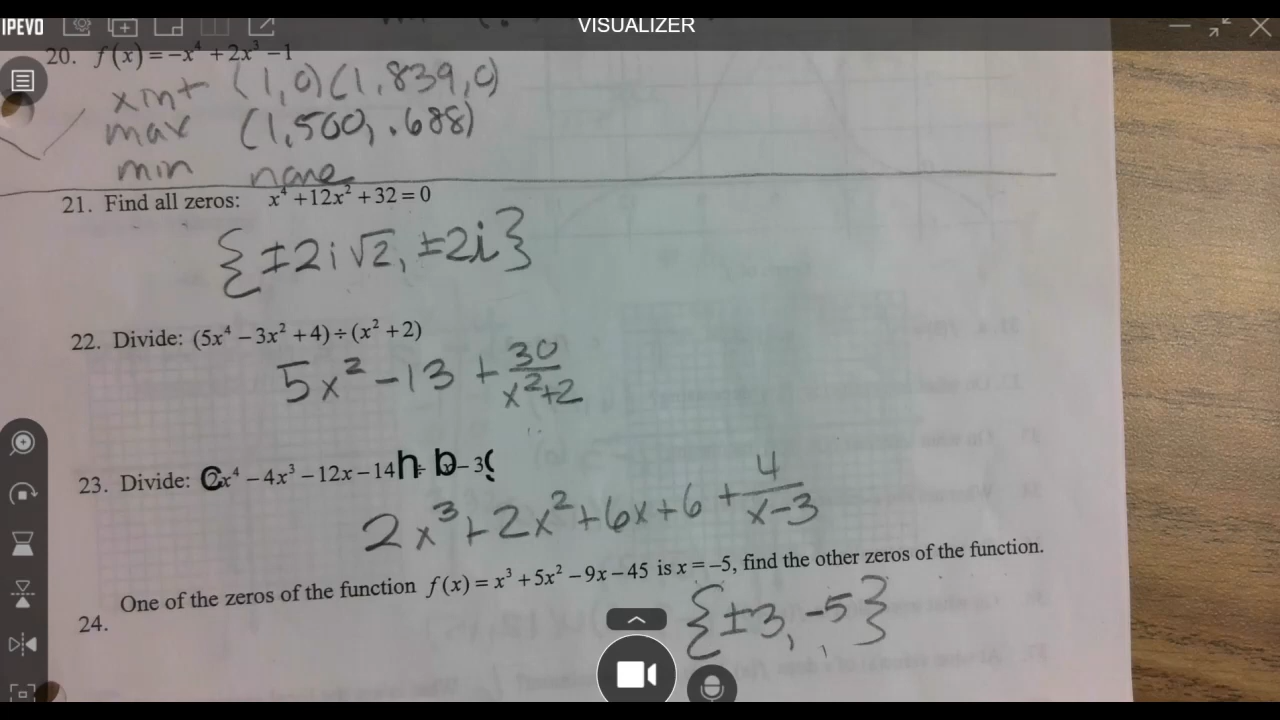 IPEVO
VISUALIZER
20. f(x) = −x⁴ + 2x³ − 1
x int (1,0) (1,839,0)
max (1,500, .688)
min none
21. Find all zeros: x⁴ + 12x² + 32 = 0
{±2i√2, ±2i}
22. Divide: (5x⁴ − 3x² + 4) ÷ (x² + 2)
5x² − 13 + 30/(x²+2)
23. Divide: 2x⁴ − 4x³ − 12x − 14 ÷ − 3
2x³ + 2x² + 6x + 6 + 4/(x−3)
One of the zeros of the function f(x) = x³ + 5x² − 9x − 45 is x = −5, find the other zeros of the function.
24.
{±3, −5}